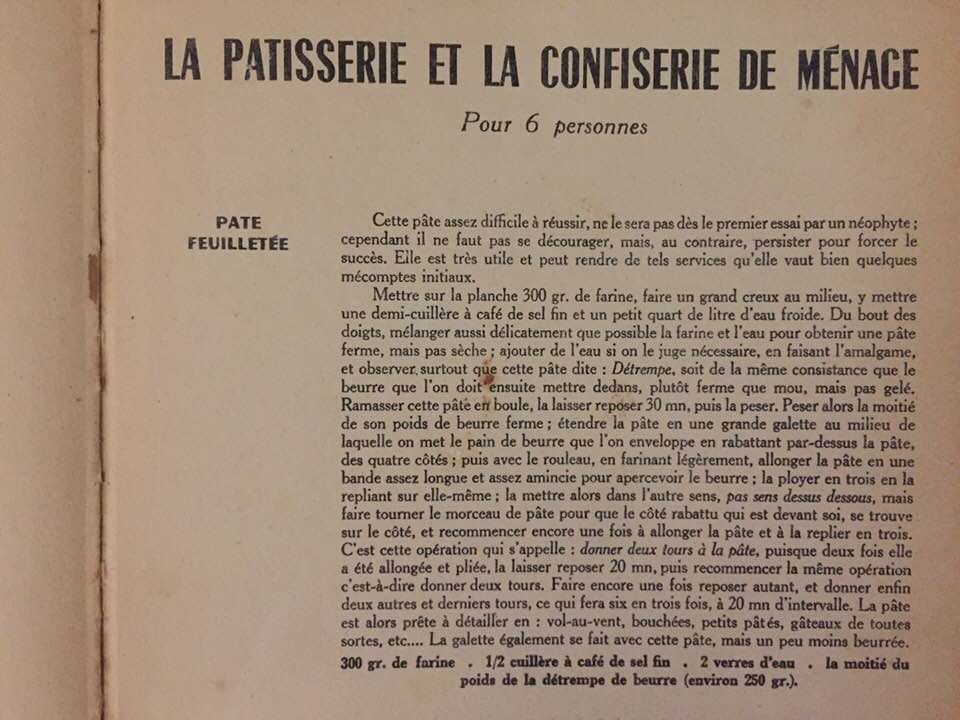 LA PATISSERIE ET LA CONFISERIE DE MÉNAGE
Pour 6 personnes
PATE
FEUILLETÉE
Cette pâte assez difficile à réussir, ne le sera pas dès le premier essai par un néophyte ;
cependant il ne faut pas se décourager, mais, au contraire, persister pour forcer le
succès. Elle est très utile et peut rendre de tels services qu'elle vaut bien quelques
mécomptes initiaux.
Mettre sur la planche 300 gr. de farine, faire un grand creux au milieu, y mettre
une demi-cuillère à café de sel fin et un petit quart de litre d'eau froide. Du bout des
doigts, mélanger aussi délicatement que possible la farine et l'eau pour obtenir une pâte
ferme, mais pas sèche ; ajouter de l'eau si on le juge nécessaire, en faisant l'amalgame,
et observer surtout que cette pâte dite : Détrempe, soit de la même consistance que le
beurre que l'on doit ensuite mettre dedans, plutôt ferme que mou, mais pas gelé.
Ramasser cette pâte en boule, la laisser reposer 30 mn, puis la peser. Peser alors la moitié
de son poids de beurre ferme ; étendre la pâte en une grande galette au milieu de
laquelle on met le pain de beurre que l'on enveloppe en rabattant par-dessus la pâte,
des quatre côtés ; puis avec le rouleau, en farinant légèrement, allonger la pâte en une
bande assez longue et assez amincie pour apercevoir le beurre ; la ployer en trois en la
repliant sur elle-même ; la mettre alors dans l'autre sens, pas sens dessus dessous, mais
faire tourner le morceau de pâte pour que le côté rabattu qui est devant soi, se trouve
sur le côté, et recommencer encore une fois à allonger la pâte et à la replier en trois.
C'est cette opération qui s'appelle : donner deux tours à la pâte, puisque deux fois elle
a été allongée et pliée, la laisser reposer 20 mn, puis recommencer la même opération
c'est-à-dire donner deux tours. Faire encore une fois reposer autant, et donner enfin
deux autres et derniers tours, ce qui fera six en trois fois, à 20 mn d'intervalle. La pâte
est alors prête à détailler en : vol-au-vent, bouchées, petits pâtés, gâteaux de toutes
sortes, etc.... La galette également se fait avec cette pâte, mais un peu moins beurrée.
300 gr. de farine . 1/2 cuillère à café de sel fin . 2 verres d'eau . la moitié du
poids de la détrempe de beurre (environ 250 gr.).